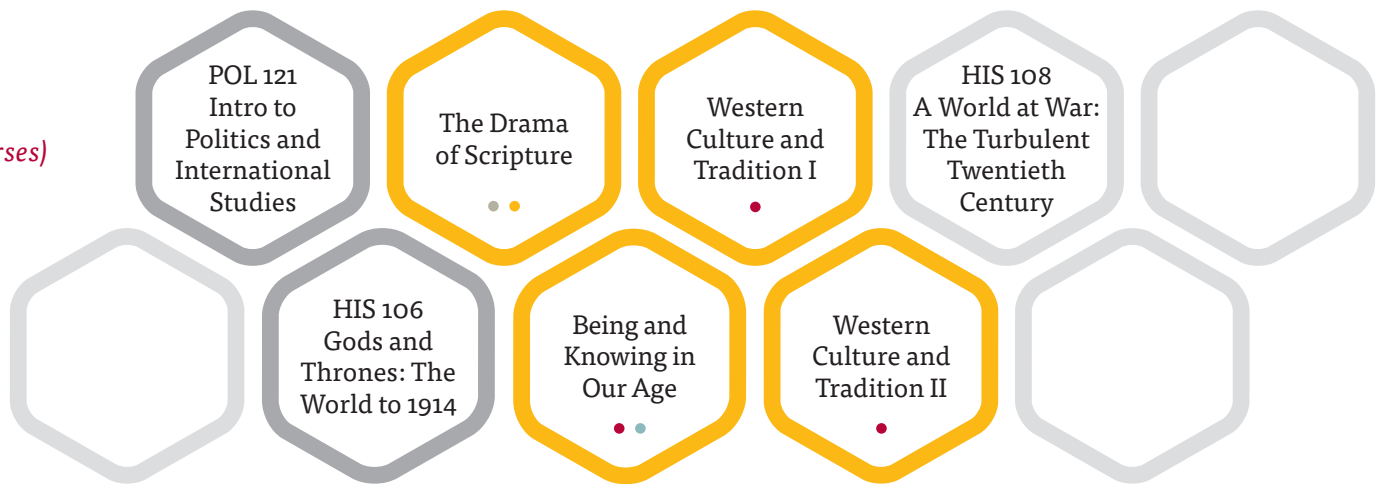 rses)
POL 121
Intro to
Politics and
International
Studies
The Drama
of Scripture
Western
Culture and
Tradition I
HIS 108
A World at War:
The Turbulent
Twentieth
Century
HIS 106
Gods and
Thrones: The
World to 1914
Being and
Knowing in
Our Age
Western
Culture and
Tradition II